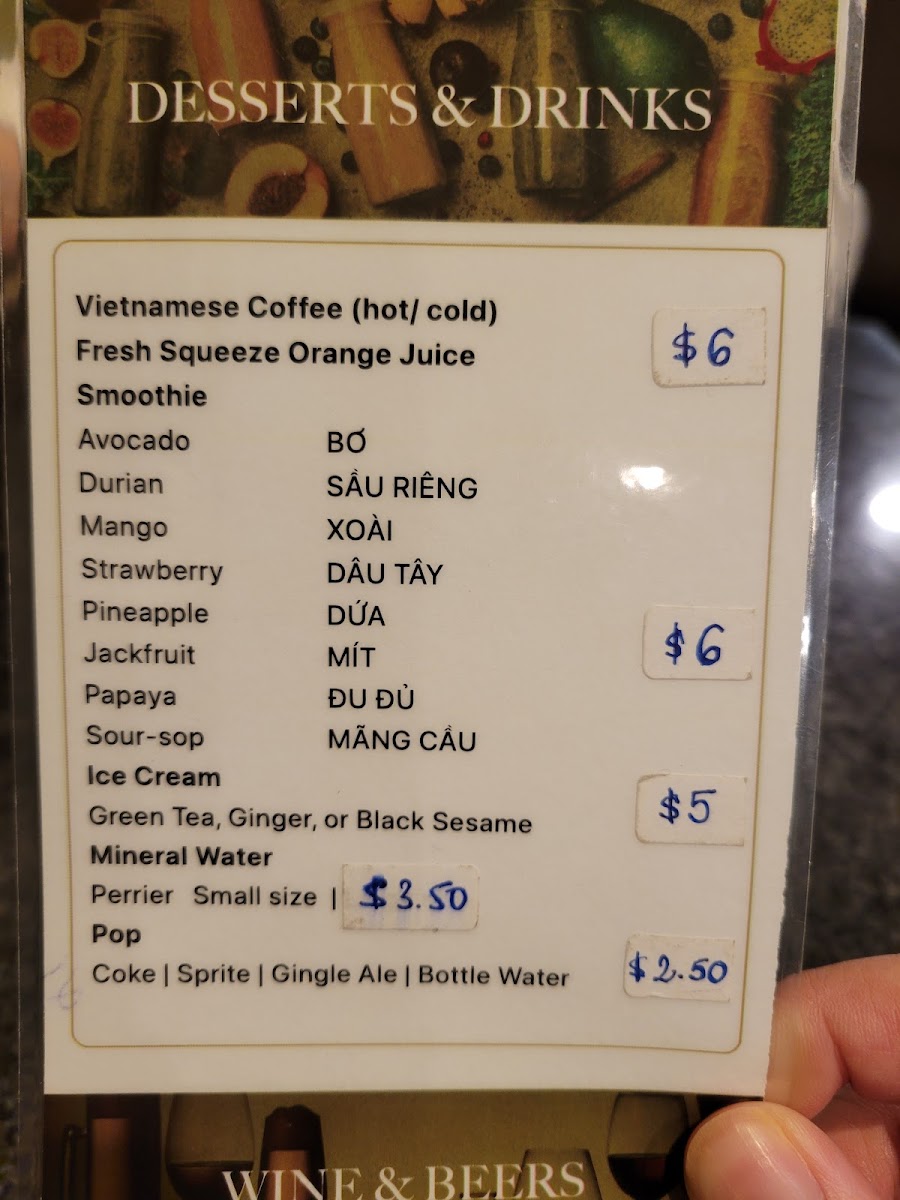 DESSERTS & DRINKS
Vietnamese Coffee (hot/ cold)
Fresh Squeeze Orange Juice
$6
Smoothie
Avocado BƠ
Durian SẦU RIÊNG
Mango XOÀI
Strawberry DÂU TÂY
Pineapple DỨA
Jackfruit MÍT
$6
Papaya ĐU ĐỦ
Sour-sop MÃNG CẦU
Ice Cream
Green Tea, Ginger, or Black Sesame $5
Mineral Water
Perrier Small size | $3.50
Pop
Coke | Sprite | Gingle Ale | Bottle Water $2.50
WINE & BEERS